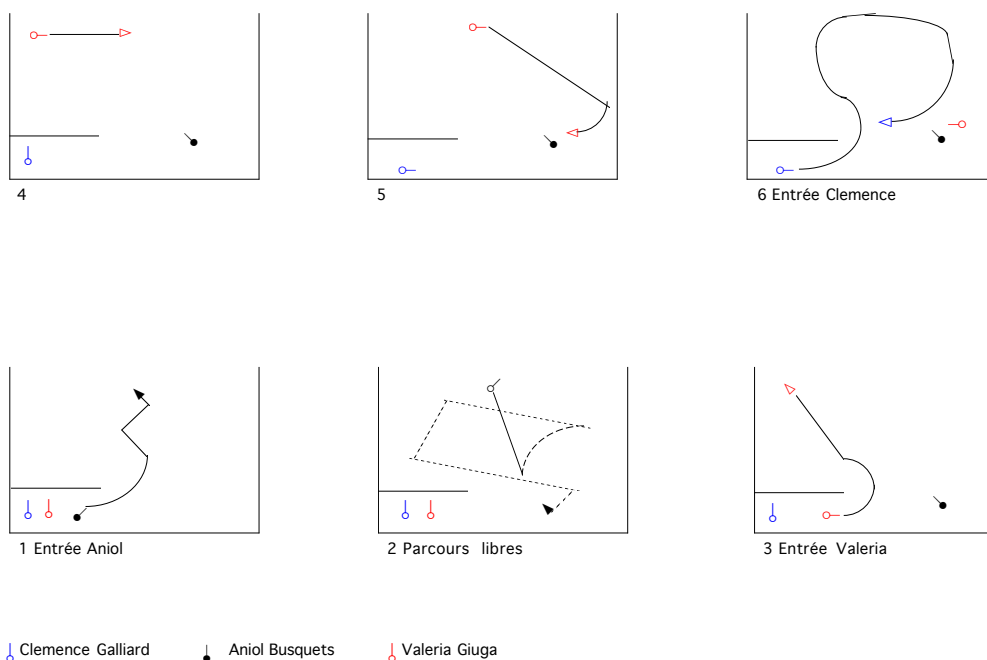 4
5
6 Entrée Clemence
1 Entrée Aniol
2 Parcours libres
3 Entrée Valeria
Clemence Galliard
Aniol Busquets
Valeria Giuga